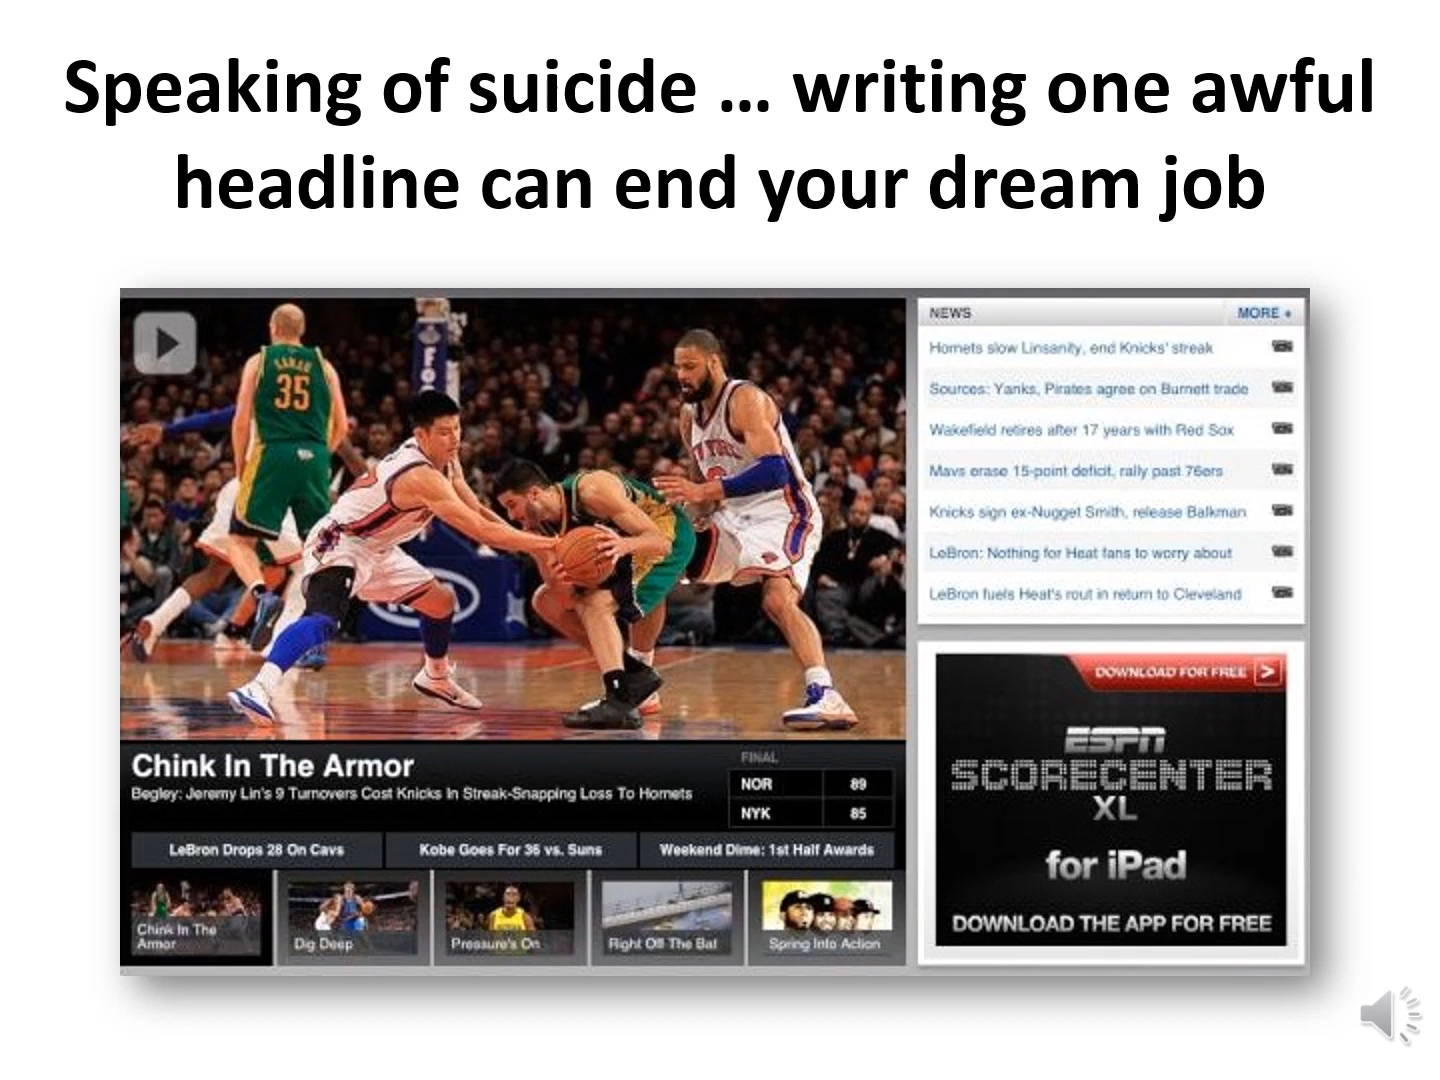 Speaking of suicide … writing one awful
headline can end your dream job
KAMAN
35
NEWS
MORE +
Hornets slow Linsanity, end Knicks' streak
Sources: Yanks, Pirates agree on Burnett trade
Wakefield retires after 17 years with Red Sox
Mavs erase 15-point deficit, rally past 76ers
Knicks sign ex-Nugget Smith, release Balkman
LeBron: Nothing for Heat fans to worry about
LeBron fuels Heat's rout in return to Cleveland
Chink In The Armor
Begley: Jeremy Lin's 9 Turnovers Cost Knicks In Streak-Snapping Loss To Hornets
FINAL
NOR 89
NYK 85
LeBron Drops 28 On Cavs
Kobe Goes For 36 vs. Suns
Weekend Dime: 1st Half Awards
Chink In The
Armor
Dig Deep
Pressure's On
Right Off The Bat
Spring Into Action
DOWNLOAD FOR FREE >
ESPN
SCORECENTER
XL
for iPad
DOWNLOAD THE APP FOR FREE